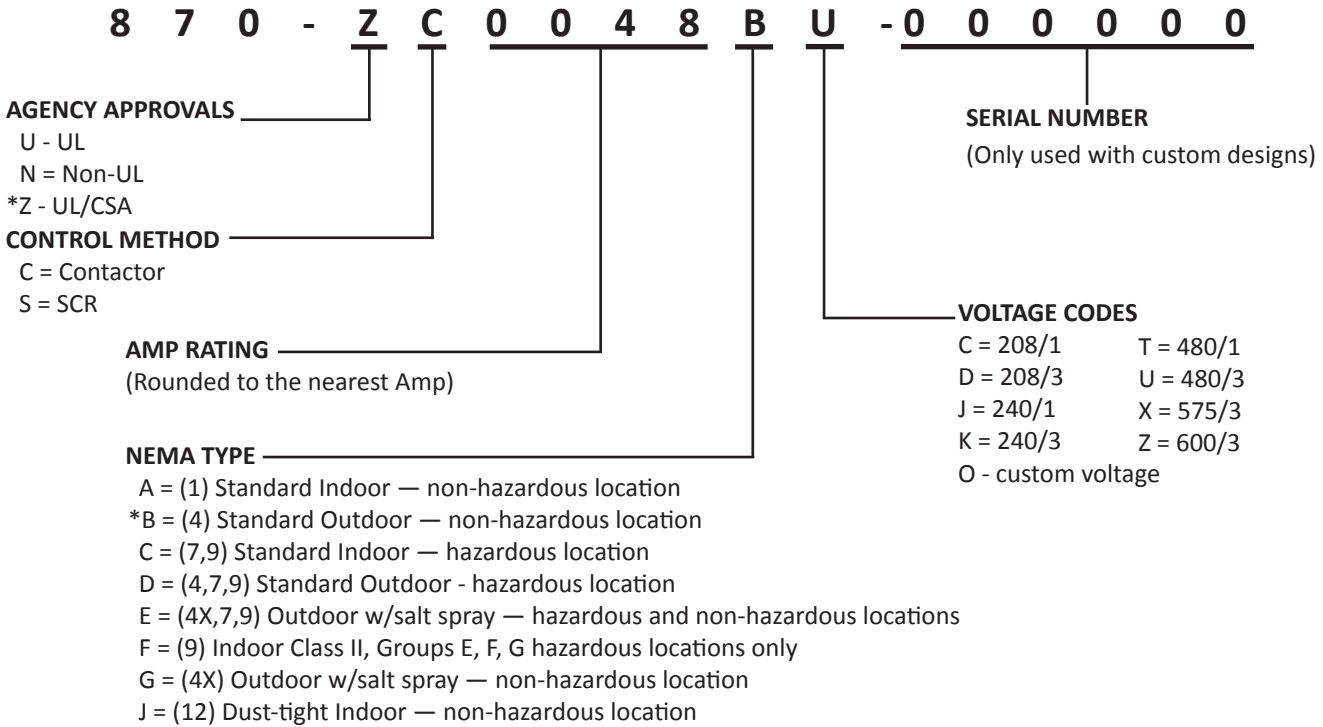 8 7 0 - Z C 0 0 4 8 B U - 0 0 0 0 0 0
AGENCY APPROVALS
U - UL
N = Non-UL
*Z - UL/CSA
CONTROL METHOD
C = Contactor
S = SCR
AMP RATING
(Rounded to the nearest Amp)
NEMA TYPE
A = (1) Standard Indoor — non-hazardous location
*B = (4) Standard Outdoor — non-hazardous location
C = (7,9) Standard Indoor — hazardous location
D = (4,7,9) Standard Outdoor - hazardous location
E = (4X,7,9) Outdoor w/salt spray — hazardous and non-hazardous locations
F = (9) Indoor Class II, Groups E, F, G hazardous locations only
G = (4X) Outdoor w/salt spray — non-hazardous location
J = (12) Dust-tight Indoor — non-hazardous location
SERIAL NUMBER
(Only used with custom designs)
VOLTAGE CODES
C = 208/1 T = 480/1
D = 208/3 U = 480/3
J = 240/1 X = 575/3
K = 240/3 Z = 600/3
O - custom voltage